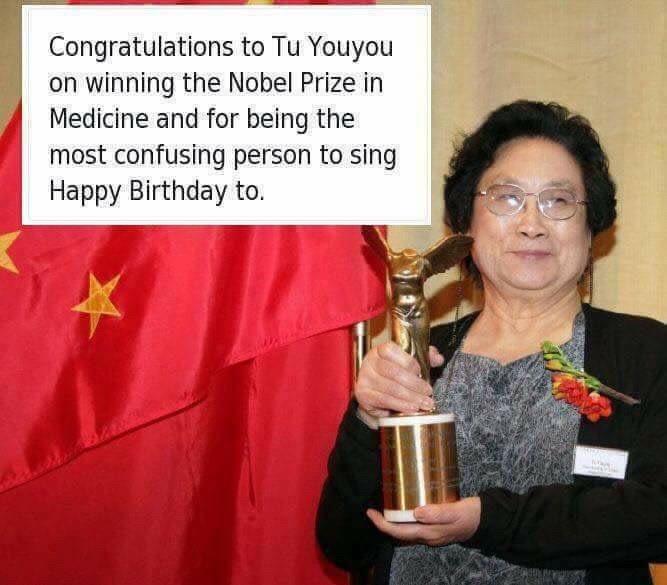 Congratulations to Tu Youyou
on winning the Nobel Prize in
Medicine and for being the
most confusing person to sing
Happy Birthday to.